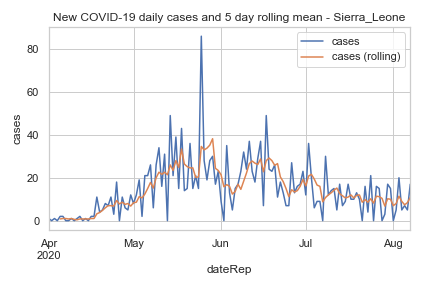 New COVID-19 daily cases and 5 day rolling mean - Sierra_Leone
cases
cases (rolling)
80
60
40
20
0
cases
Apr
2020
May
Jun
Jul
Aug
dateRep